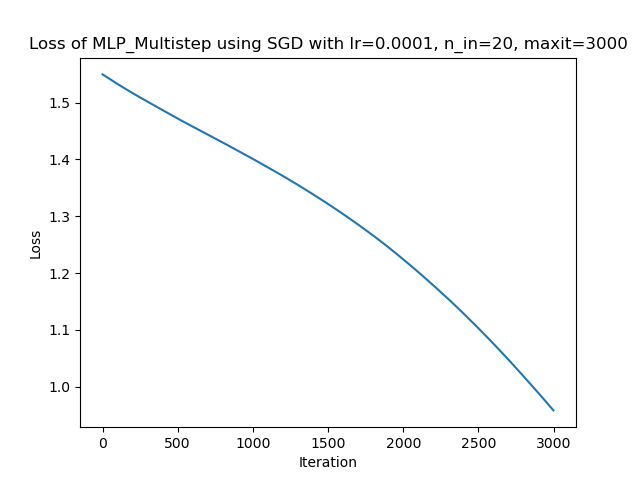 Loss of MLP_Multistep using SGD with lr=0.0001, n_in=20, maxit=3000
1.5
1.4
1.3
1.2
1.1
1.0
Loss
0 500 1000 1500 2000 2500 3000
Iteration